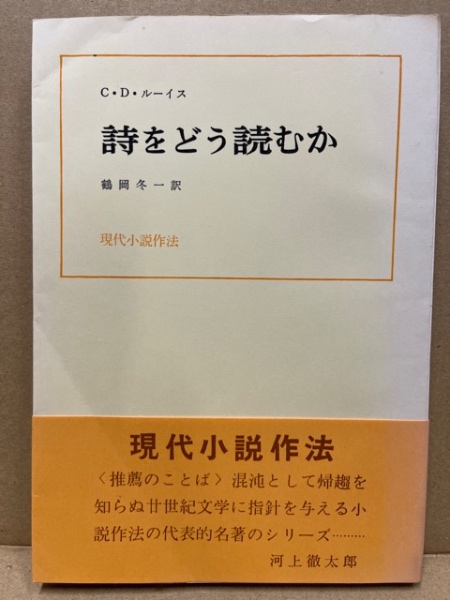 C・D・ルーイス
詩をどう読むか
鶴岡冬一訳
現代小説作法
現代小説作法
〈推薦のことば〉混沌として帰趨を
知らぬ廿世紀文学に指針を与える小
説作法の代表的名著のシリーズ………
河上徹太郎